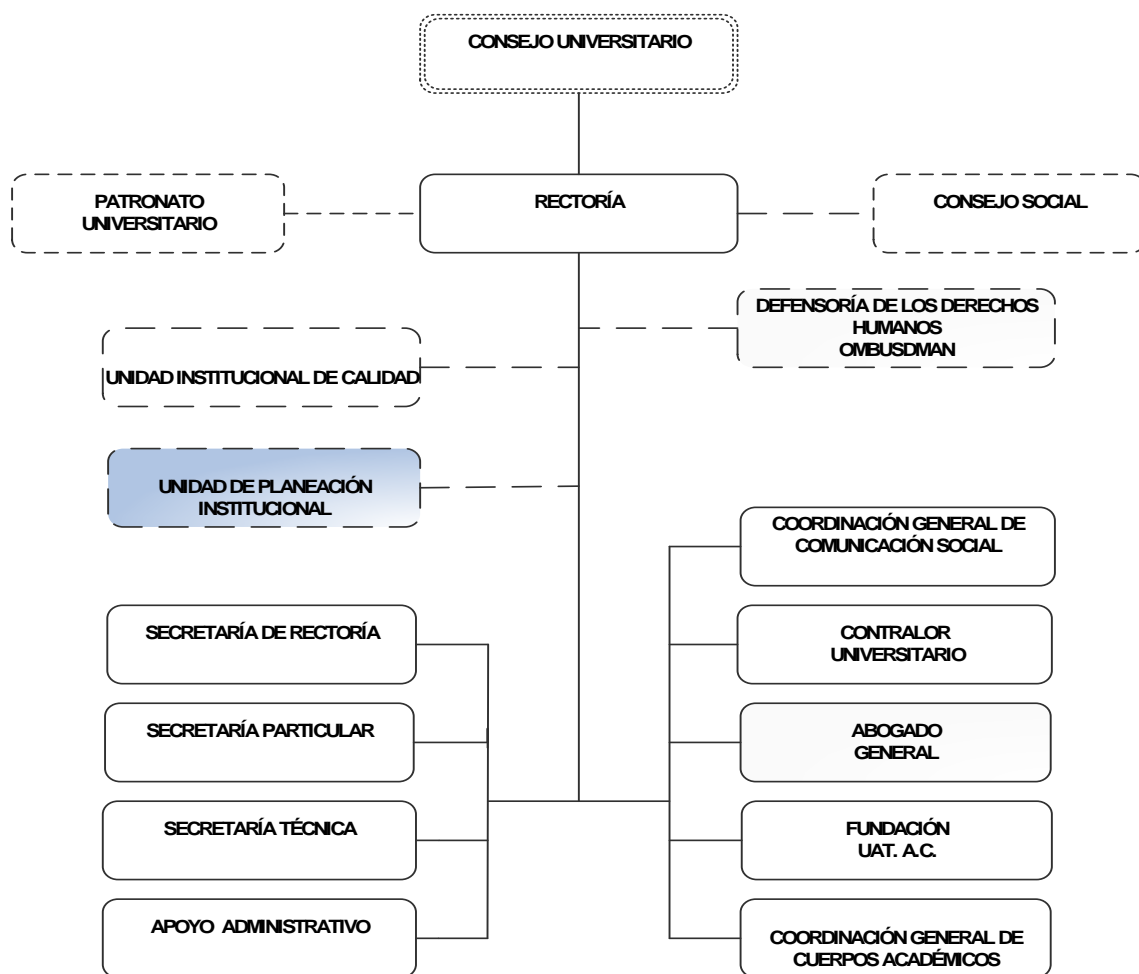 CONSEJO UNIVERSITARIO
PATRONATO
UNIVERSITARIO
RECTORÍA
CONSEJO SOCIAL
DEFENSORÍA DE LOS DERECHOS
HUMANOS
OMBUSDMAN
UNIDAD INSTITUCIONAL DE CALIDAD
UNIDAD DE PLANEACIÓN
INSTITUCIONAL
COORDINACIÓN GENERAL DE
COMUNICACIÓN SOCIAL
SECRETARÍA DE RECTORÍA
CONTRALOR
UNIVERSITARIO
SECRETARÍA PARTICULAR
ABOGADO
GENERAL
SECRETARÍA TÉCNICA
FUNDACIÓN
UAT. A.C.
APOYO ADMINISTRATIVO
COORDINACIÓN GENERAL DE
CUERPOS ACADÉMICOS